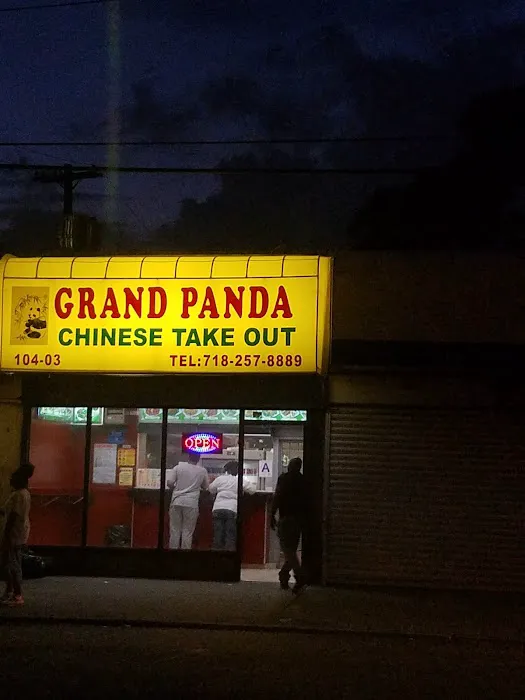 GRAND PANDA
CHINESE TAKE OUT
104-03 TEL:718-257-8889
OPEN
A